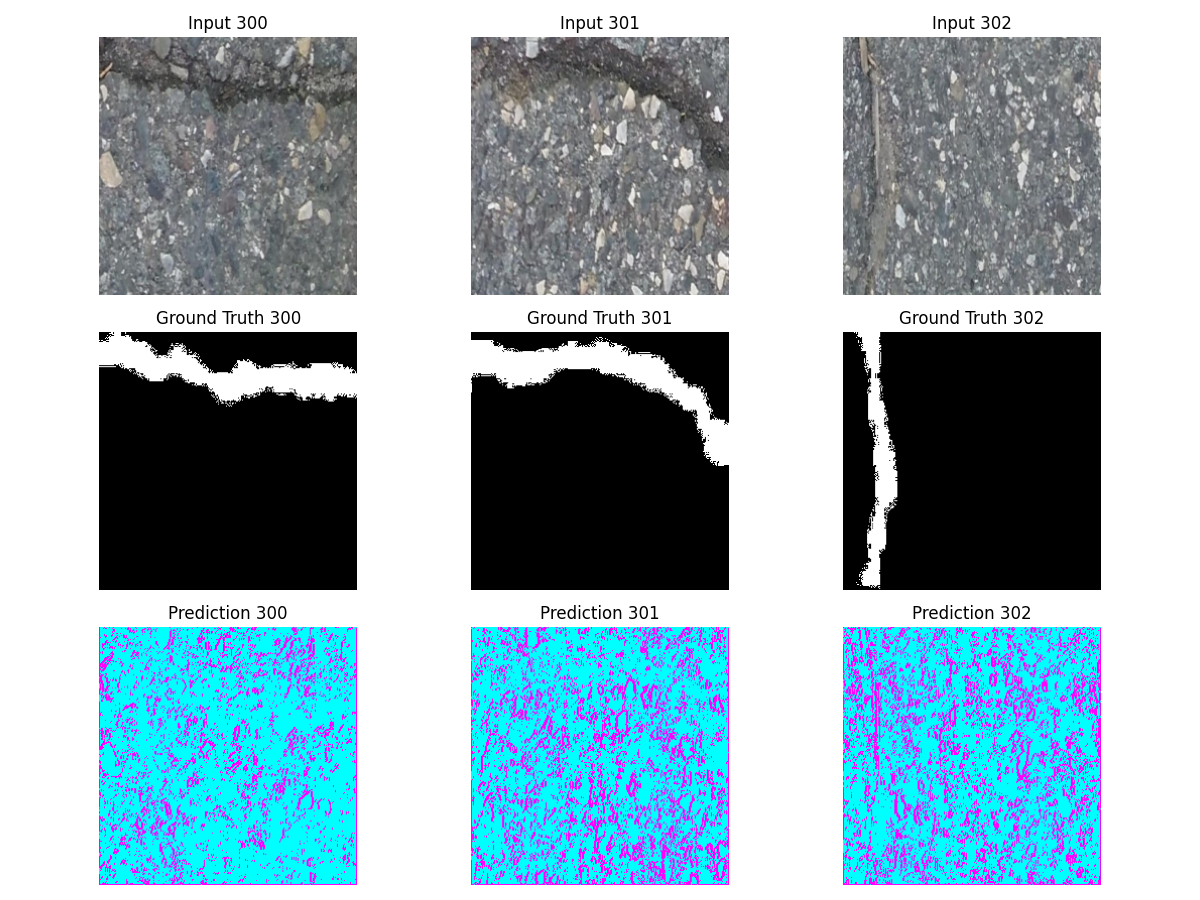 Input 300
Input 301
Input 302
Ground Truth 300
Ground Truth 301
Ground Truth 302
Prediction 300
Prediction 301
Prediction 302